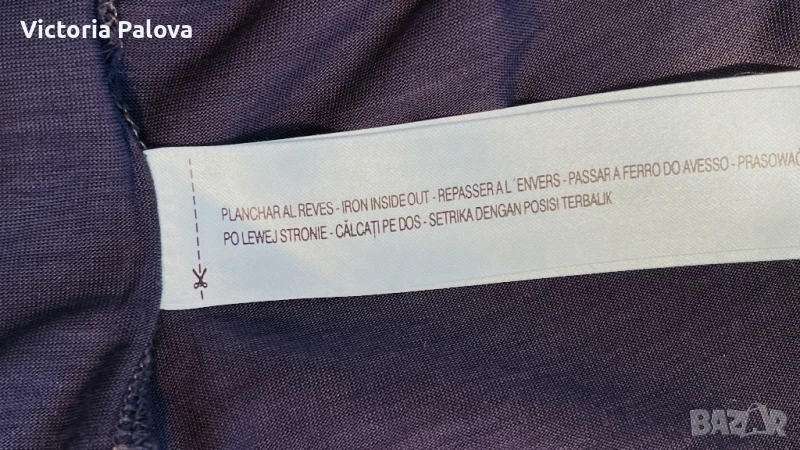 Victoria Palova
PLANCHAR AL REVES - IRON INSIDE OUT - REPASSER A L´ENVERS - PASSAR A FERRO DO AVESSO - PRASOWAĆ
PO LEWEJ STRONIE - CĂLCAȚI PE DOS - SETRIKA DENGAN POSISI TERBALIK
BAZAR